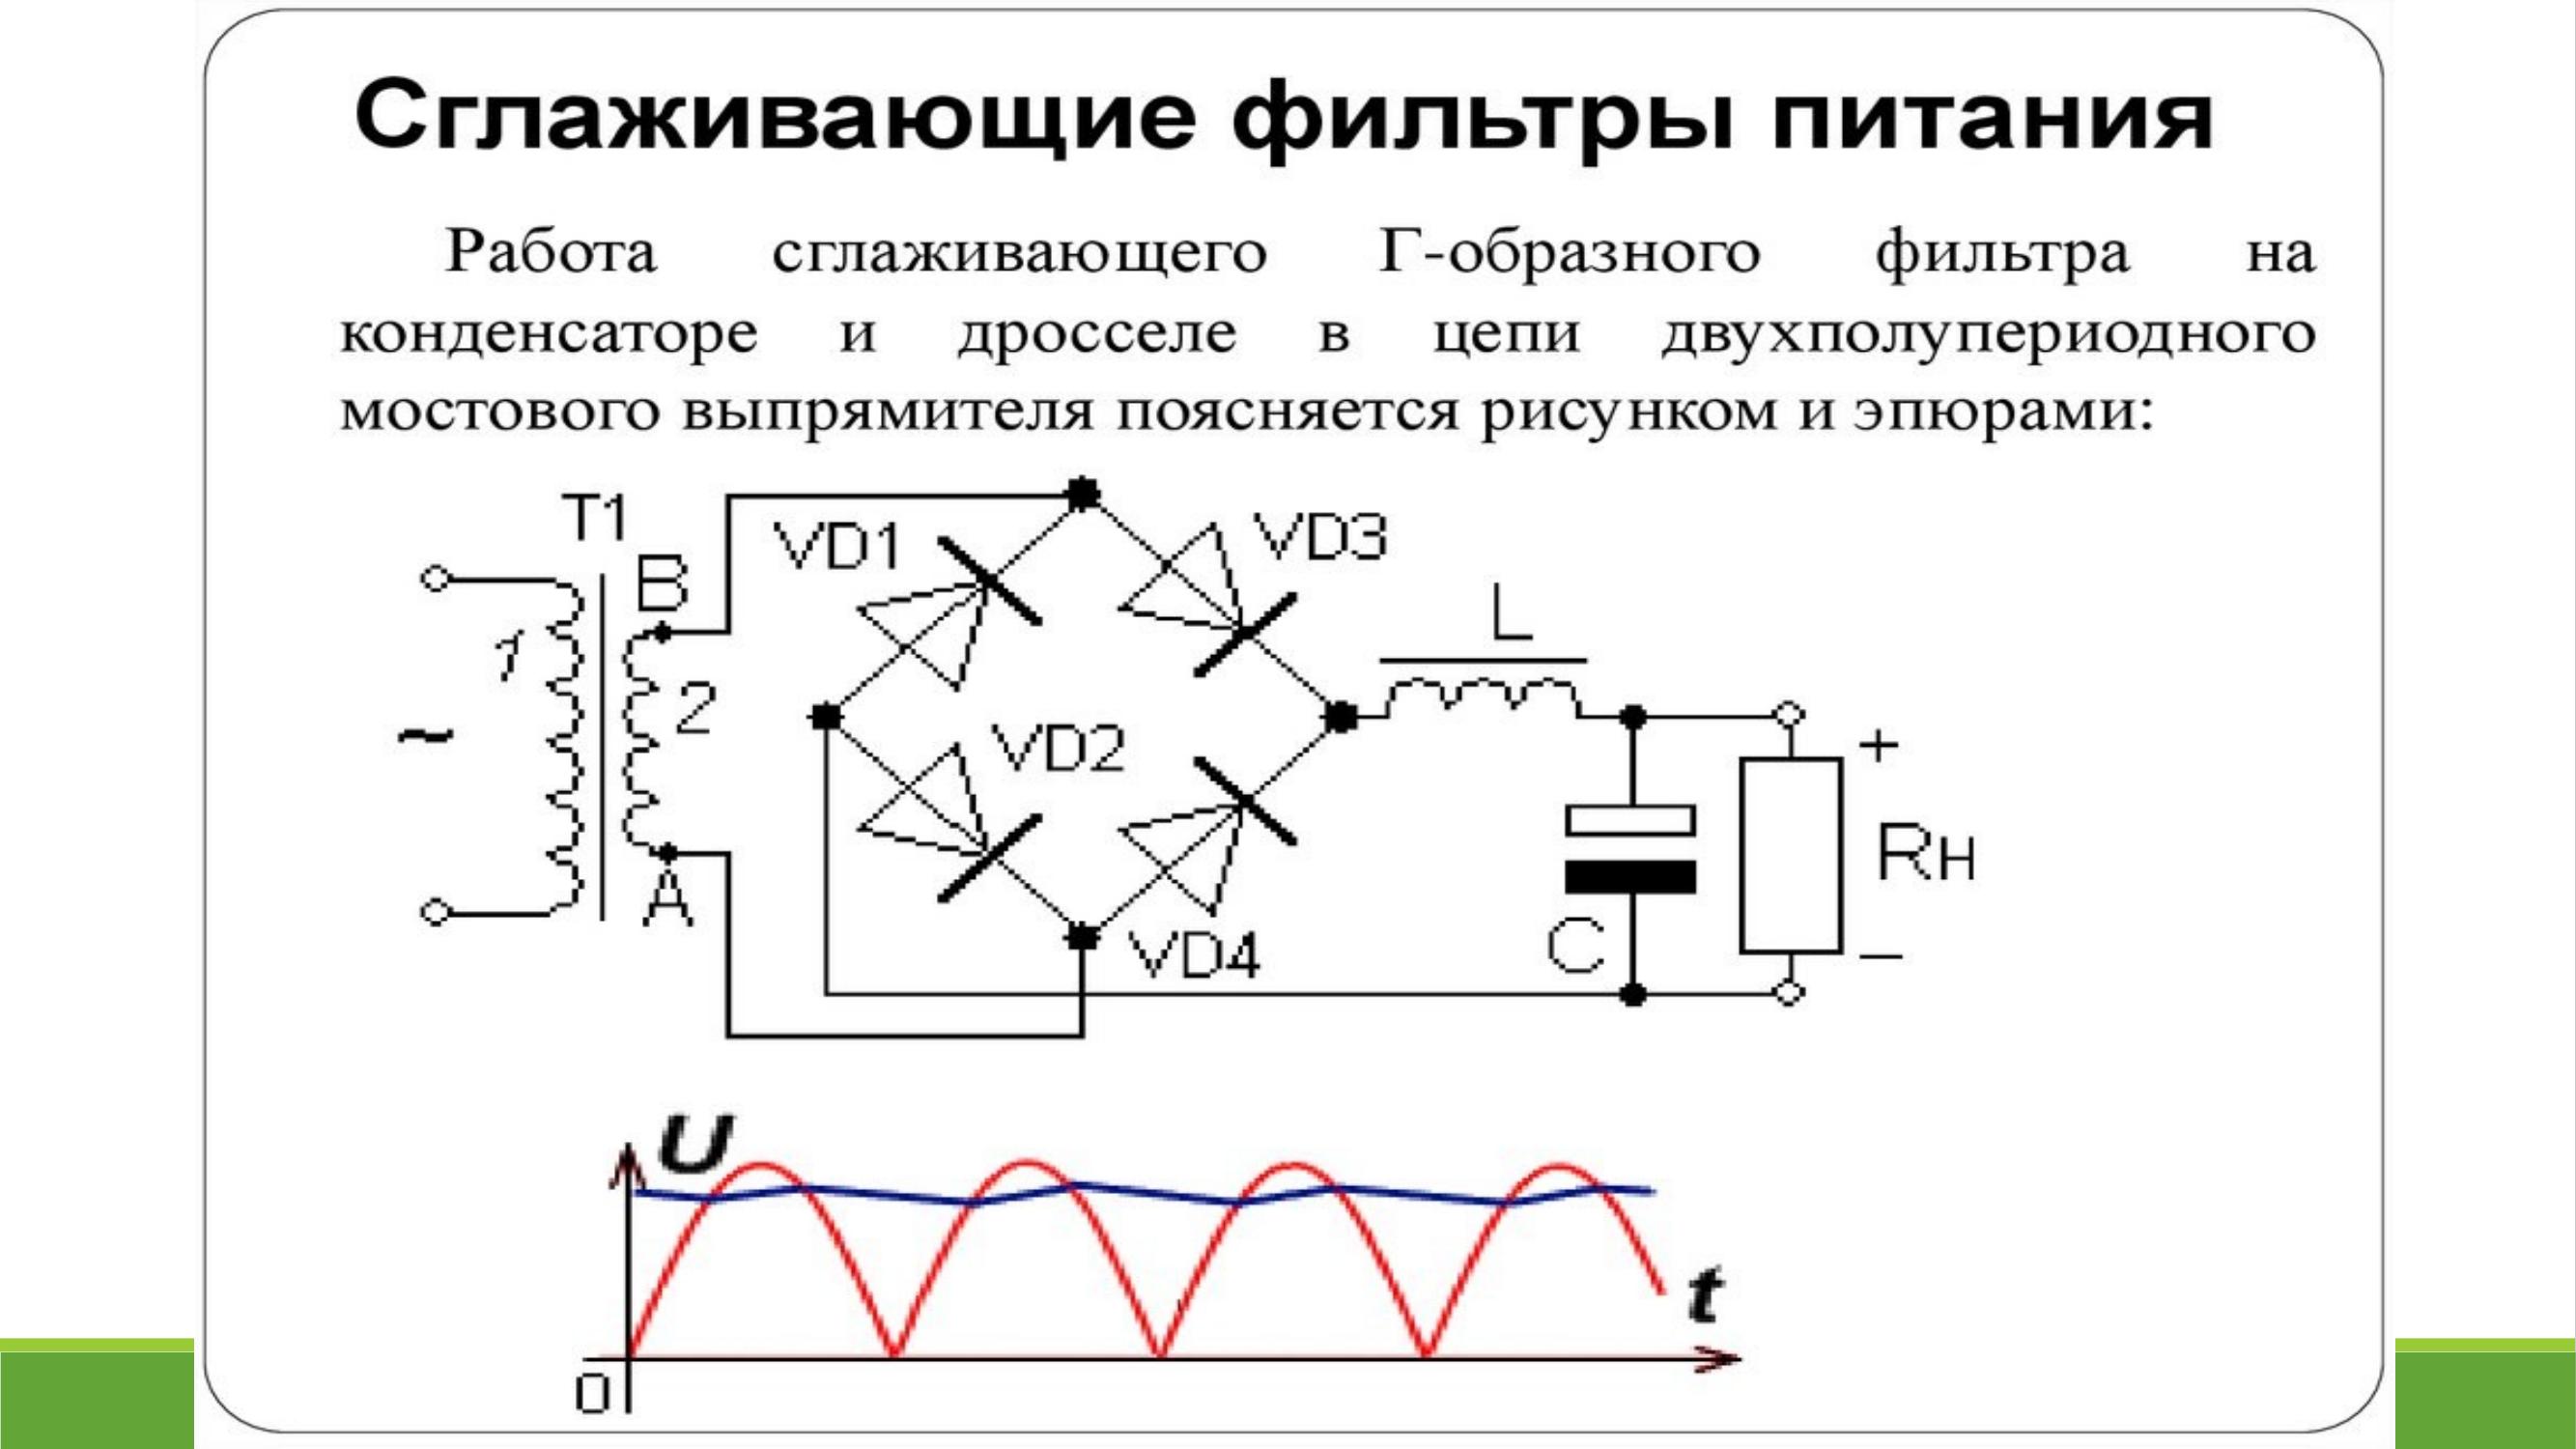 Сглаживающие фильтры питания
Работа сглаживающего Г-образного фильтра на
конденсаторе и дросселе в цепи двухполупериодного
мостового выпрямителя поясняется рисунком и эпюрами:
T1
VD1
VD3
B
L
1
2
~
VD2
+
Rн
A
C
VD4
–
U
t
0